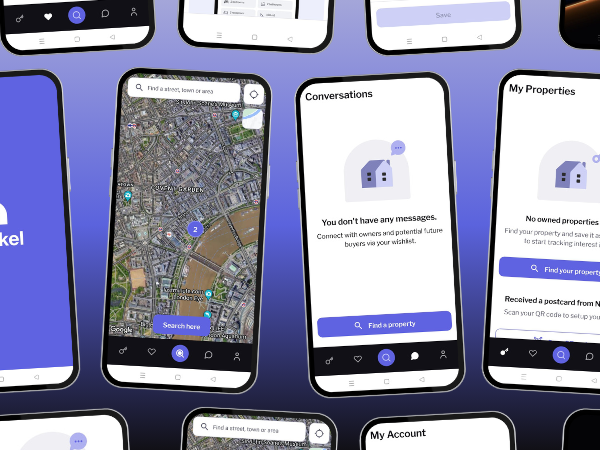 Save
kel
Find a street, town or area
COVENT GARDEN
2
Google
Search here
Conversations
You don't have any messages.
Connect with owners and potential future
buyers via your wishlist.
Find a property
My Properties
No owned properties
Find your property and save it as
to start tracking interest
Find your property
Received a postcard from N
Scan your QR code to setup you
Find a street, town or area
My Account